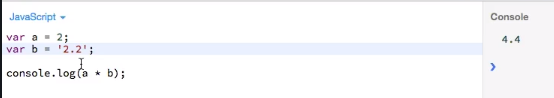 JavaScript
Console
var a = 2;
4.4
var b = '2.2';
console.log(a * b);